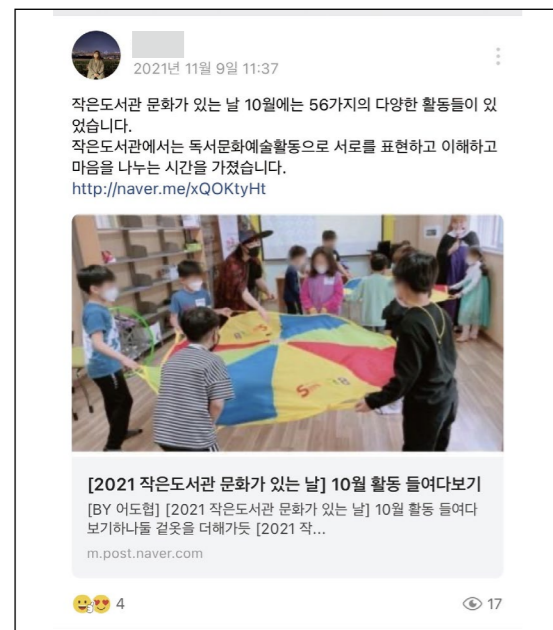 2021년 11월 9일 11:37
작은도서관 문화가 있는 날 10월에는 56가지의 다양한 활동들이 있
었습니다.
작은도서관에서는 독서문화예술활동으로 서로를 표현하고 이해하고
마음을 나누는 시간을 가졌습니다.
http://naver.me/xQOKtyHt
[2021 작은도서관 문화가 있는 날] 10월 활동 들여다보기
[BY 어도협] [2021 작은도서관 문화가 있는 날] 10월 활동 들여다
보기하나둘 겉옷을 더해가듯 [2021 작...
m.post.naver.com
4
17